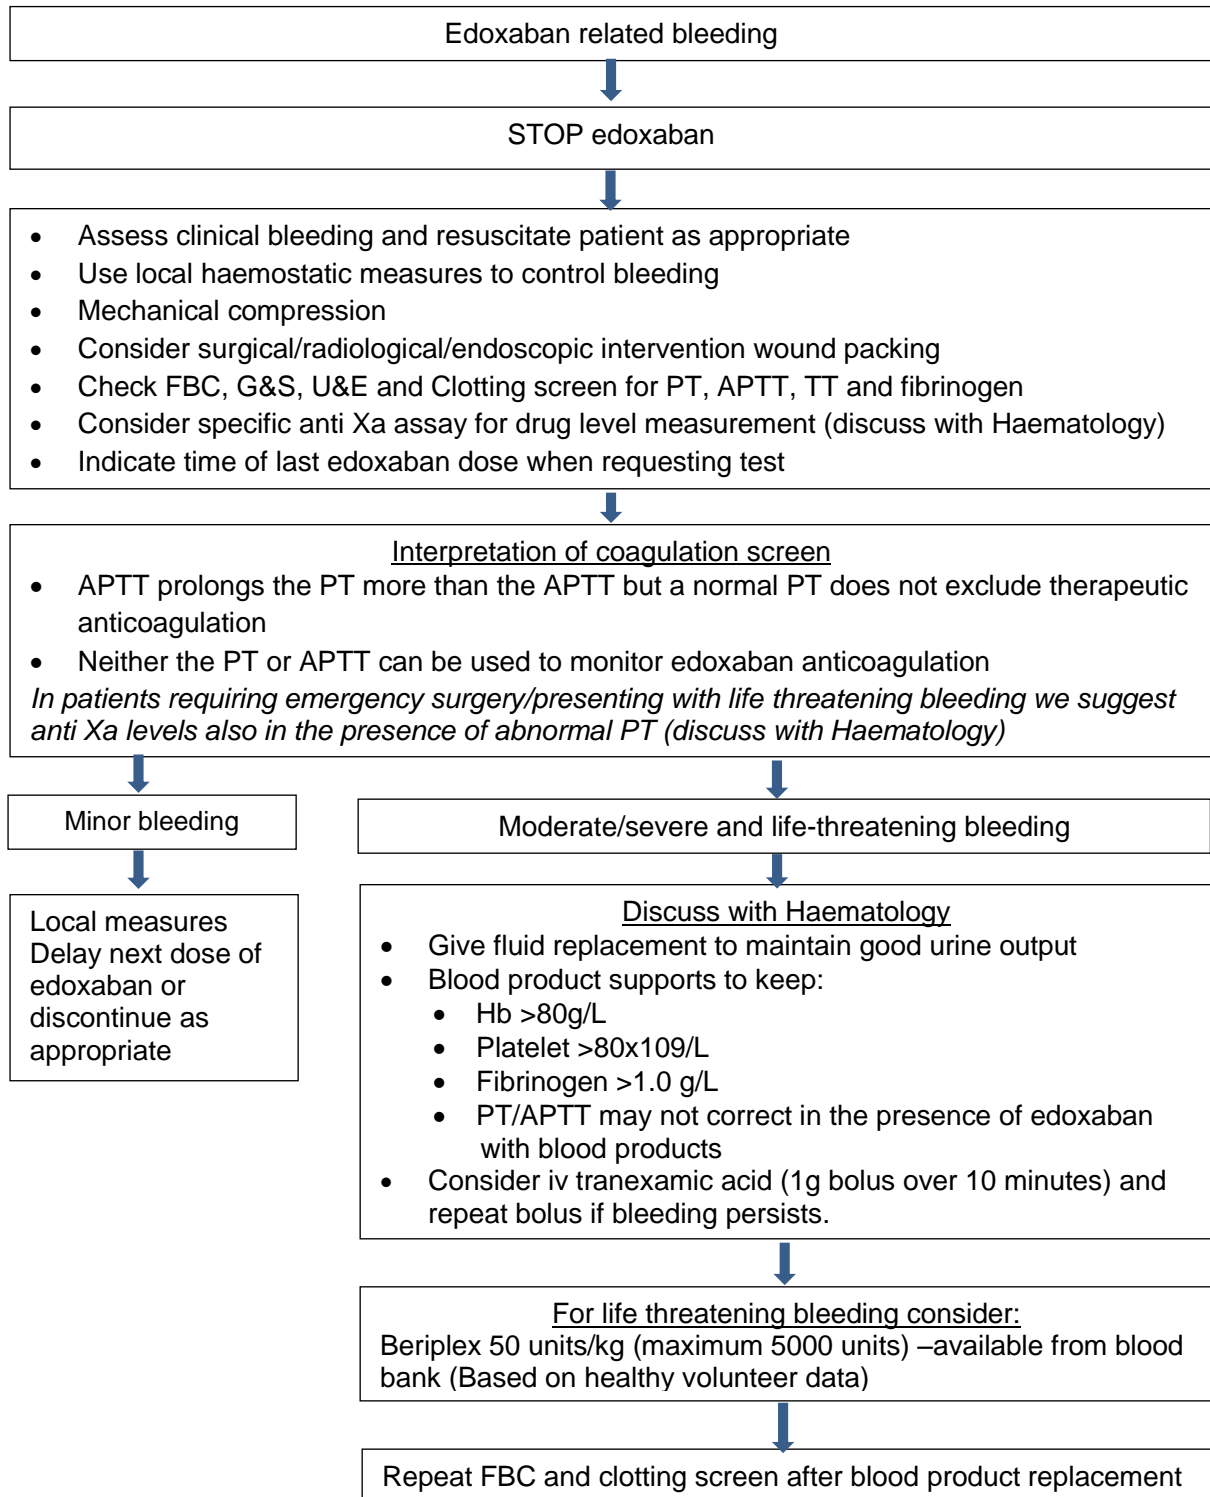 Edoxaban related bleeding
STOP edoxaban
• Assess clinical bleeding and resuscitate patient as appropriate
• Use local haemostatic measures to control bleeding
• Mechanical compression
• Consider surgical/radiological/endoscopic intervention wound packing
• Check FBC, G&S, U&E and Clotting screen for PT, APTT, TT and fibrinogen
• Consider specific anti Xa assay for drug level measurement (discuss with Haematology)
• Indicate time of last edoxaban dose when requesting test
Interpretation of coagulation screen
• APTT prolongs the PT more than the APTT but a normal PT does not exclude therapeutic
anticoagulation
• Neither the PT or APTT can be used to monitor edoxaban anticoagulation
In patients requiring emergency surgery/presenting with life threatening bleeding we suggest
anti Xa levels also in the presence of abnormal PT (discuss with Haematology)
Minor bleeding
Local measures
Delay next dose of
edoxaban or
discontinue as
appropriate
Moderate/severe and life-threatening bleeding
Discuss with Haematology
• Give fluid replacement to maintain good urine output
• Blood product supports to keep:
• Hb >80g/L
• Platelet >80x109/L
• Fibrinogen >1.0 g/L
• PT/APTT may not correct in the presence of edoxaban
with blood products
• Consider iv tranexamic acid (1g bolus over 10 minutes) and
repeat bolus if bleeding persists.
For life threatening bleeding consider:
Beriplex 50 units/kg (maximum 5000 units) –available from blood
bank (Based on healthy volunteer data)
Repeat FBC and clotting screen after blood product replacement